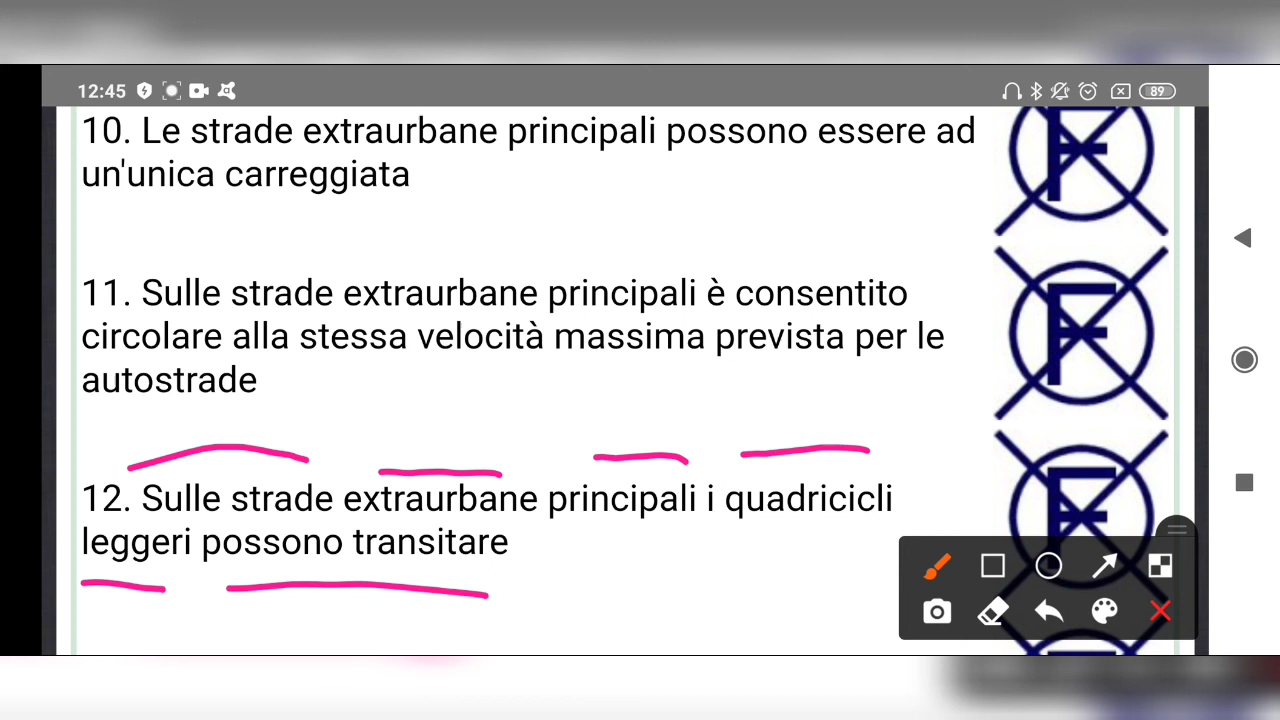 12:45
89
10. Le strade extraurbane principali possono essere ad
un'unica carreggiata
F
11. Sulle strade extraurbane principali è consentito
circolare alla stessa velocità massima prevista per le
autostrade
F
12. Sulle strade extraurbane principali i quadricicli
leggeri possono transitare
F